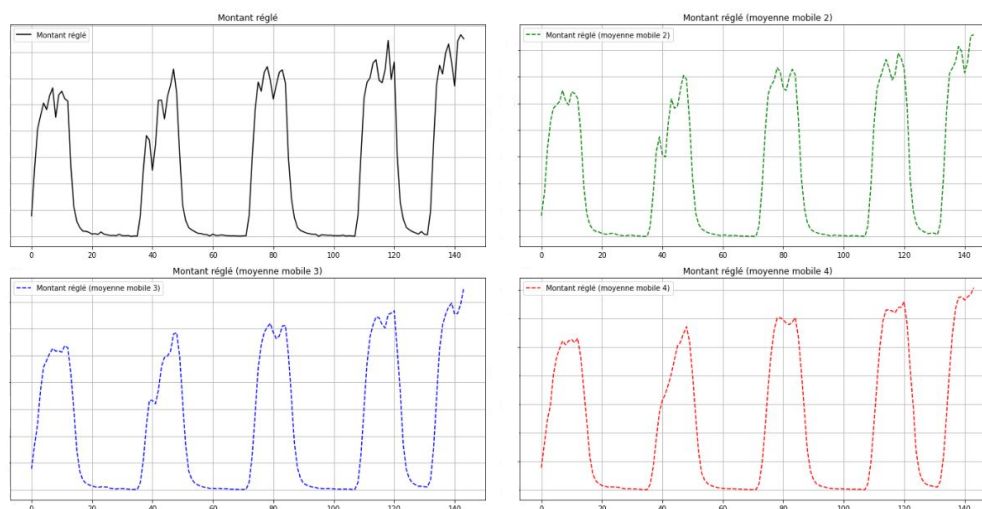 Montant réglé
Montant réglé
0 20 40 60 80 100 120 140
Montant réglé (moyenne mobile 2)
Montant réglé (moyenne mobile 2)
0 20 40 60 80 100 120 140
Montant réglé (moyenne mobile 3)
Montant réglé (moyenne mobile 3)
0 20 40 60 80 100 120 140
Montant réglé (moyenne mobile 4)
Montant réglé (moyenne mobile 4)
0 20 40 60 80 100 120 140